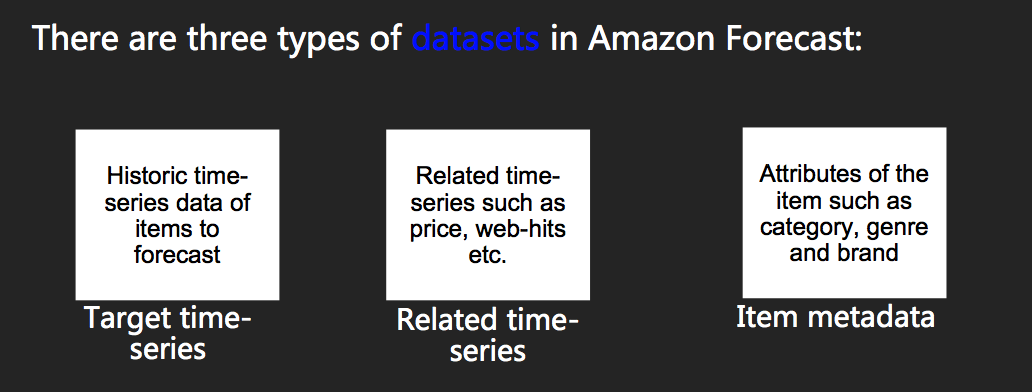 There are three types of datasets in Amazon Forecast:
Historic time-
series data of
items to
forecast
Target time-
series
Related time-
series such as
price, web-hits
etc.
Related time-
series
Attributes of the
item such as
category, genre
and brand
Item metadata